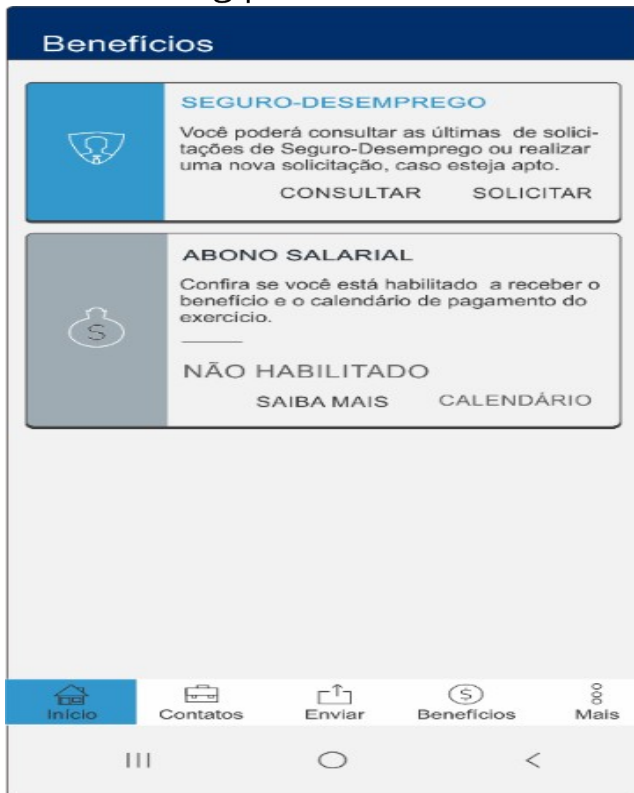 Benefícios
SEGURO-DESEMPREGO
Você poderá consultar as últimas de solici-
tações de Seguro-Desemprego ou realizar
uma nova solicitação, caso esteja apto.
CONSULTAR SOLICITAR
ABONO SALARIAL
Confira se você está habilitado a receber o
benefício e o calendário de pagamento do
exercício.
NÃO HABILITADO
SAIBA MAIS CALENDÁRIO
Início Contatos Enviar Benefícios Mais